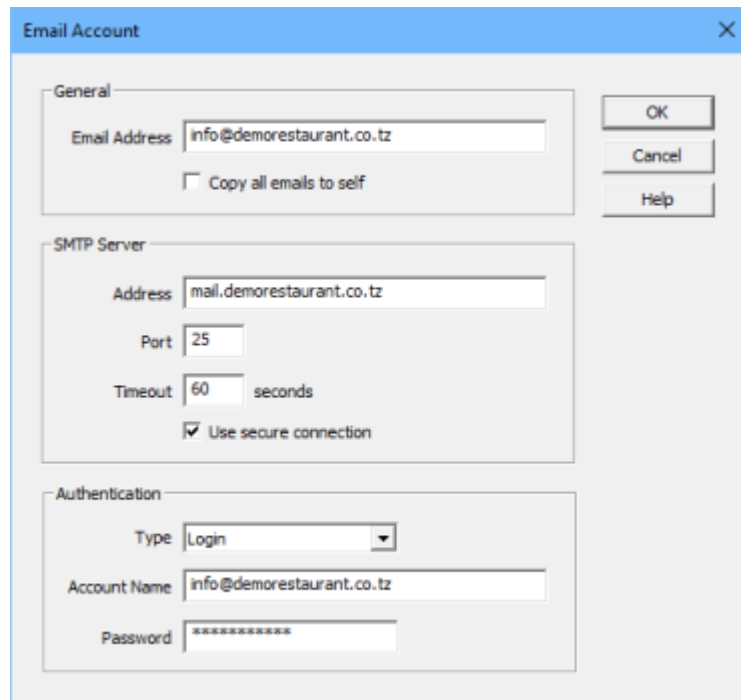 Email Account
General
Email Address info@demorestaurant.co.tz
Copy all emails to self
OK
Cancel
Help
SMTP Server
Address mail.demorestaurant.co.tz
Port 25
Timeout 60 seconds
Use secure connection
Authentication
Type Login
Account Name info@demorestaurant.co.tz
Password ***********